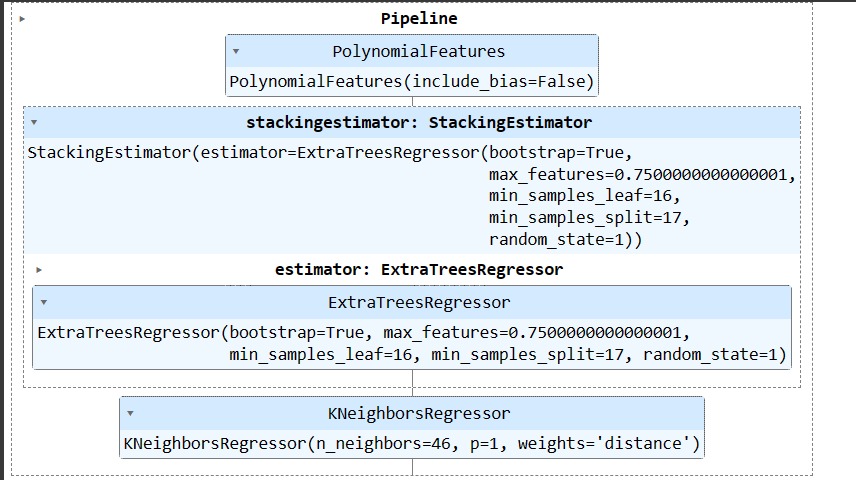 Pipeline
PolynomialFeatures
PolynomialFeatures(include_bias=False)
stackingestimator: StackingEstimator
StackingEstimator(estimator=ExtraTreesRegressor(bootstrap=True,
max_features=0.7500000000000001,
min_samples_leaf=16,
min_samples_split=17,
random_state=1))
estimator: ExtraTreesRegressor
ExtraTreesRegressor
ExtraTreesRegressor(bootstrap=True, max_features=0.7500000000000001,
min_samples_leaf=16, min_samples_split=17, random_state=1)
KNeighborsRegressor
KNeighborsRegressor(n_neighbors=46, p=1, weights='distance')